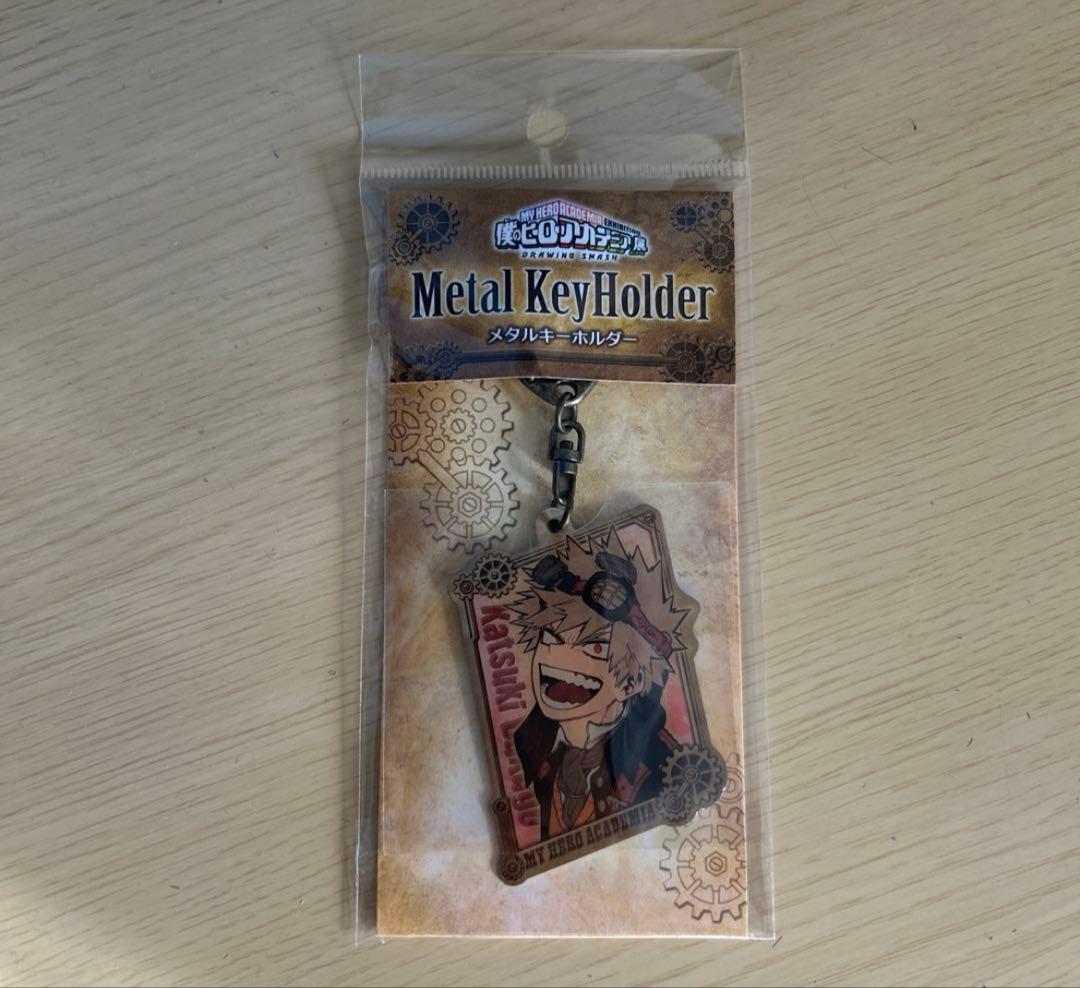 MY HERO ACADEMIA EXHIBITION
僕のヒーローアカデミア展
DRAWING SMASH
Metal KeyHolder
メタルキーホルダー
Katsuki
MY HERO ACADEMIA